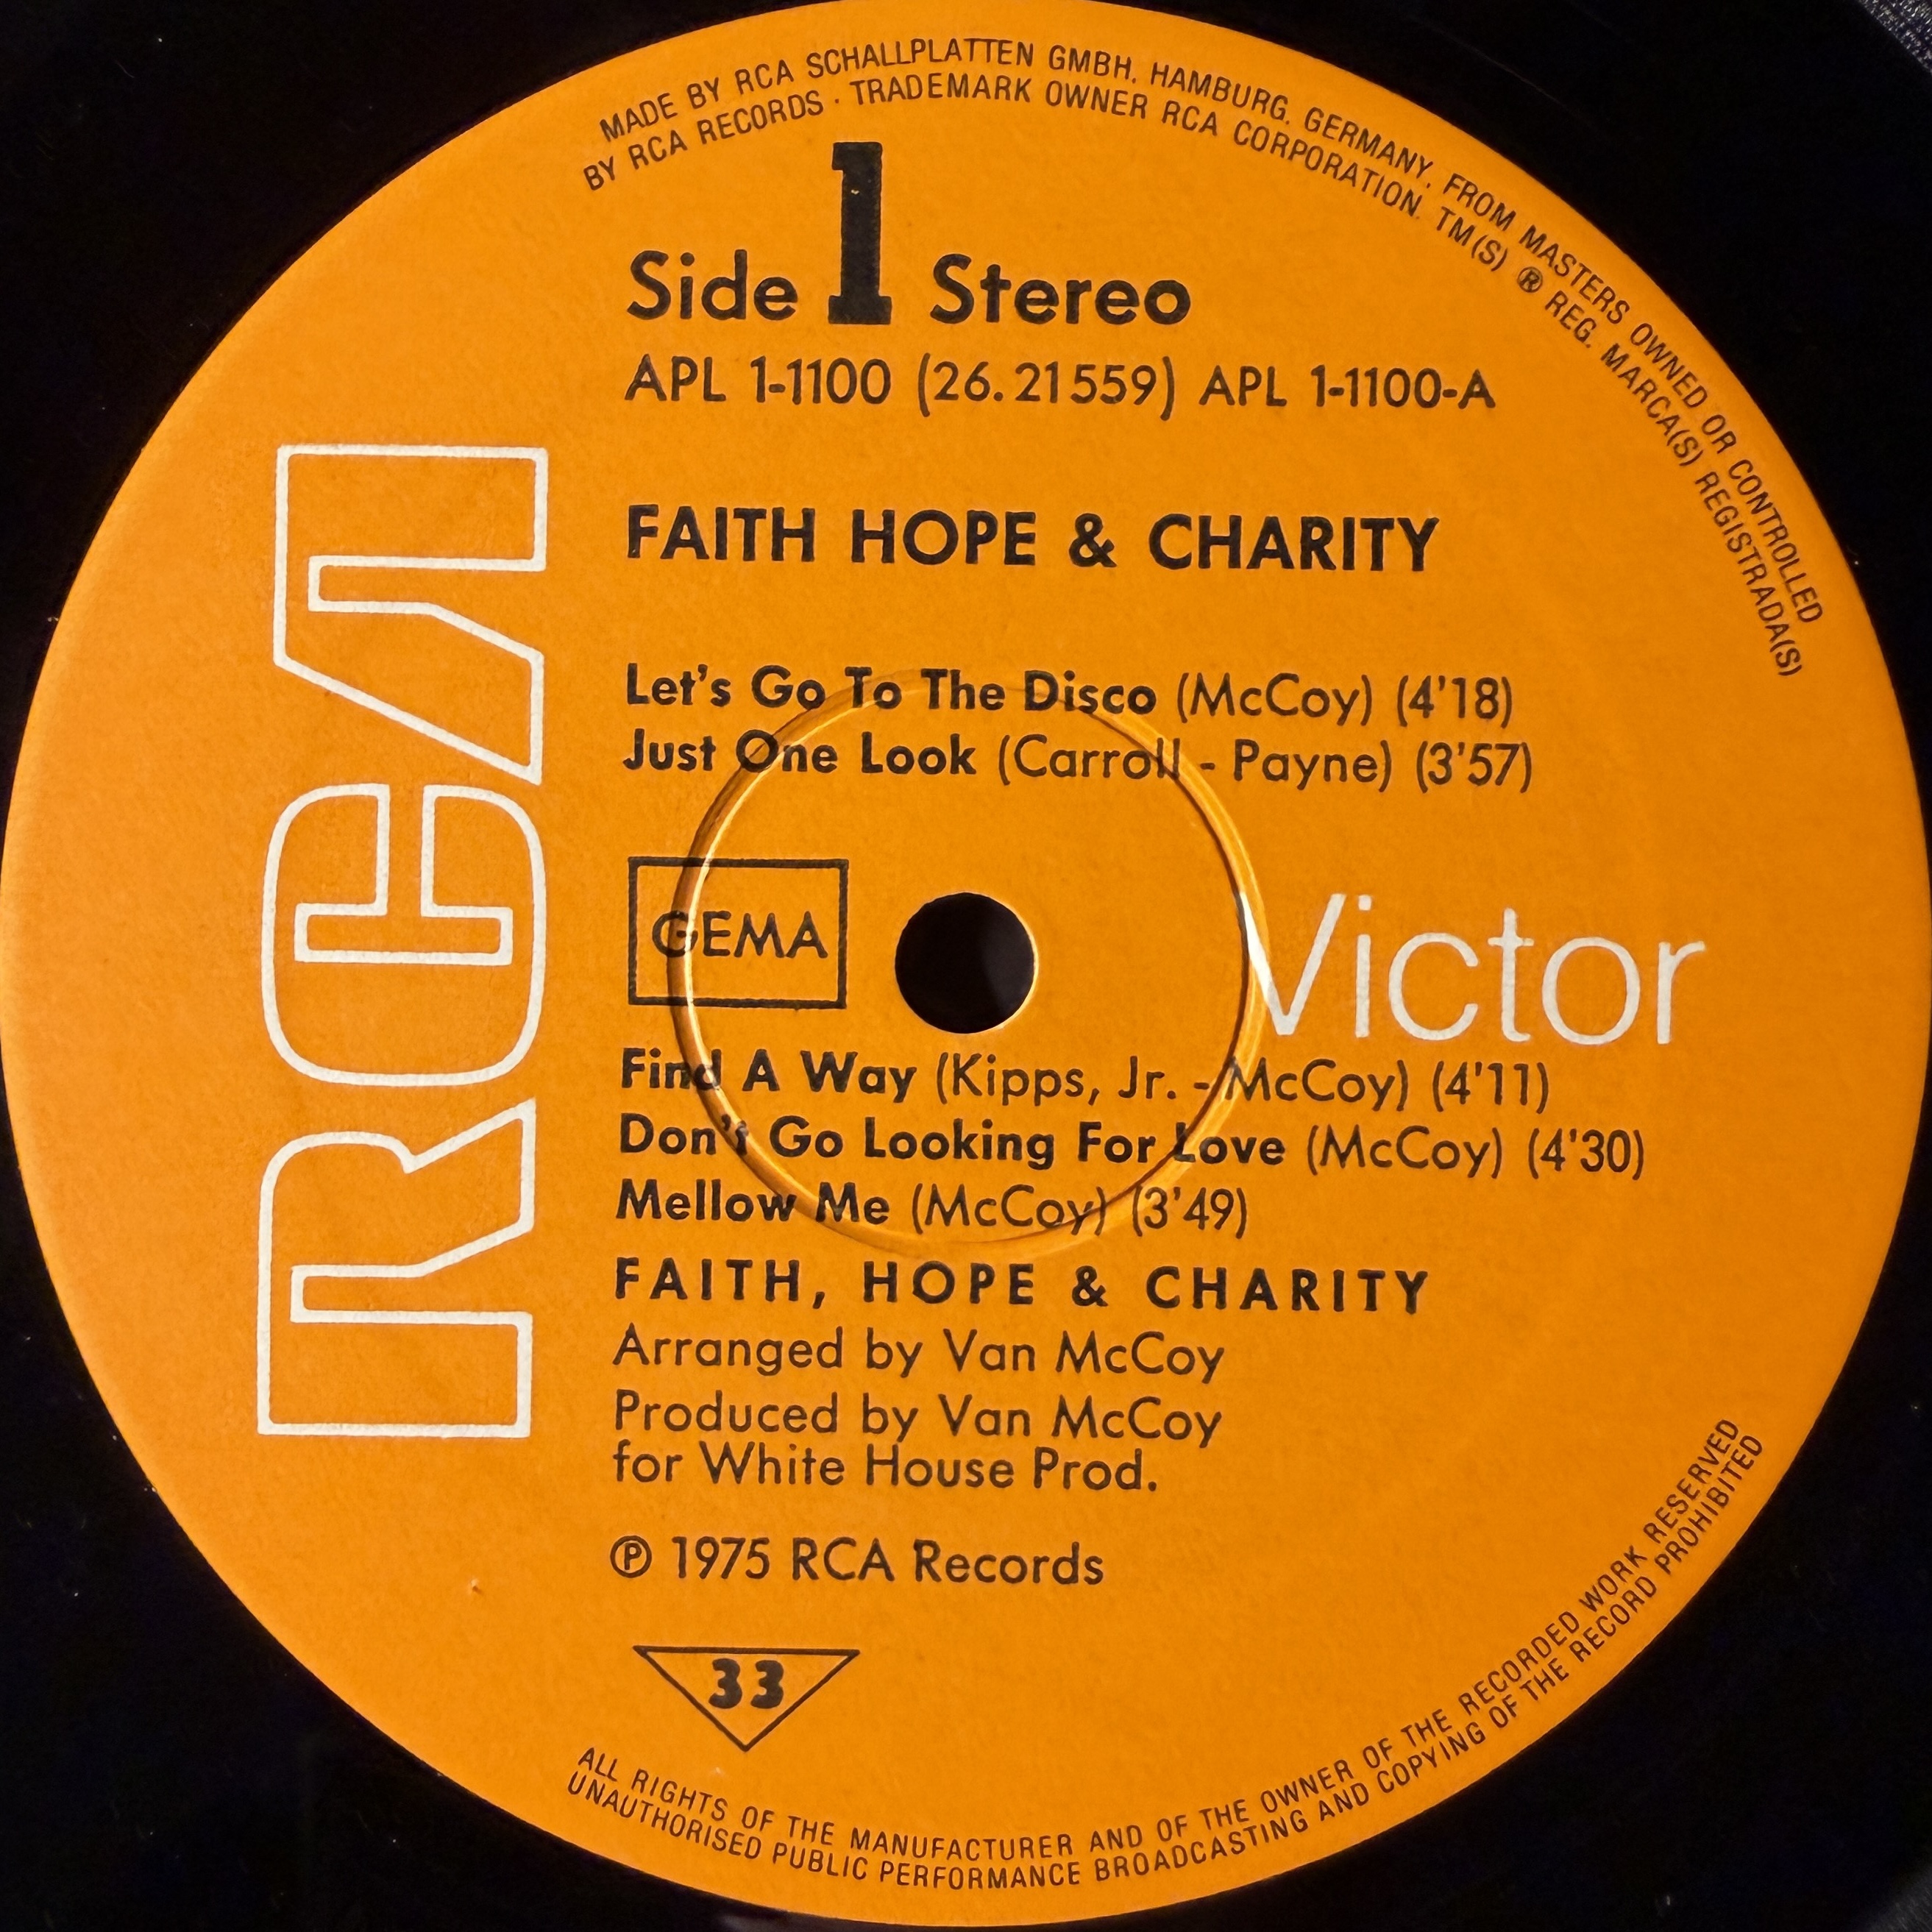 MADE BY RCA SCHALLPLATTEN GMBH, HAMBURG, GERMANY, FROM MASTERS OWNED OR CONTROLLED
BY RCA RECORDS · TRADEMARK OWNER RCA CORPORATION. TM(S) ® REG. MARCA(S) REGISTRADA(S)
Side 1 Stereo
APL 1-1100 (26.21559) APL 1-1100-A
FAITH HOPE & CHARITY
Let's Go To The Disco (McCoy) (4'18)
Just One Look (Carroll - Payne) (3'57)
RCA
GEMA
Victor
Find A Way (Kipps, Jr. - McCoy) (4'11)
Don't Go Looking For Love (McCoy) (4'30)
Mellow Me (McCoy) (3'49)
FAITH, HOPE & CHARITY
Arranged by Van McCoy
Produced by Van McCoy
for White House Prod.
℗ 1975 RCA Records
33
ALL RIGHTS OF THE MANUFACTURER AND OF THE OWNER OF THE RECORDED WORK RESERVED
UNAUTHORISED PUBLIC PERFORMANCE BROADCASTING AND COPYING OF THE RECORD PROHIBITED